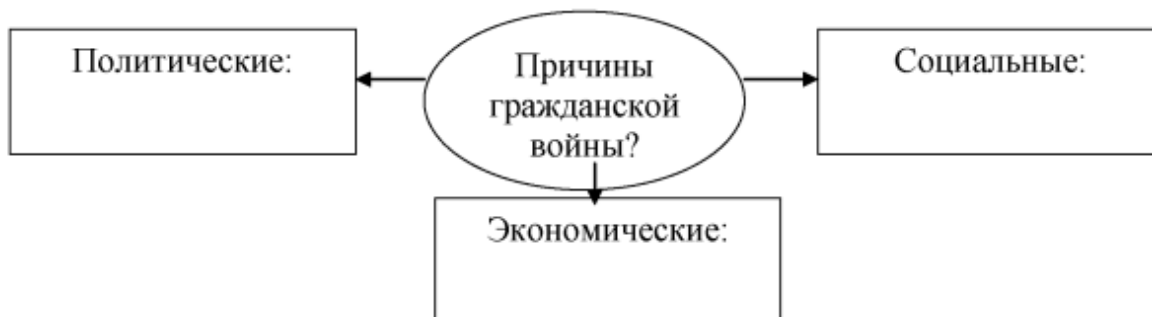 Политические:
Причины
гражданской
войны?
Социальные:
Экономические: